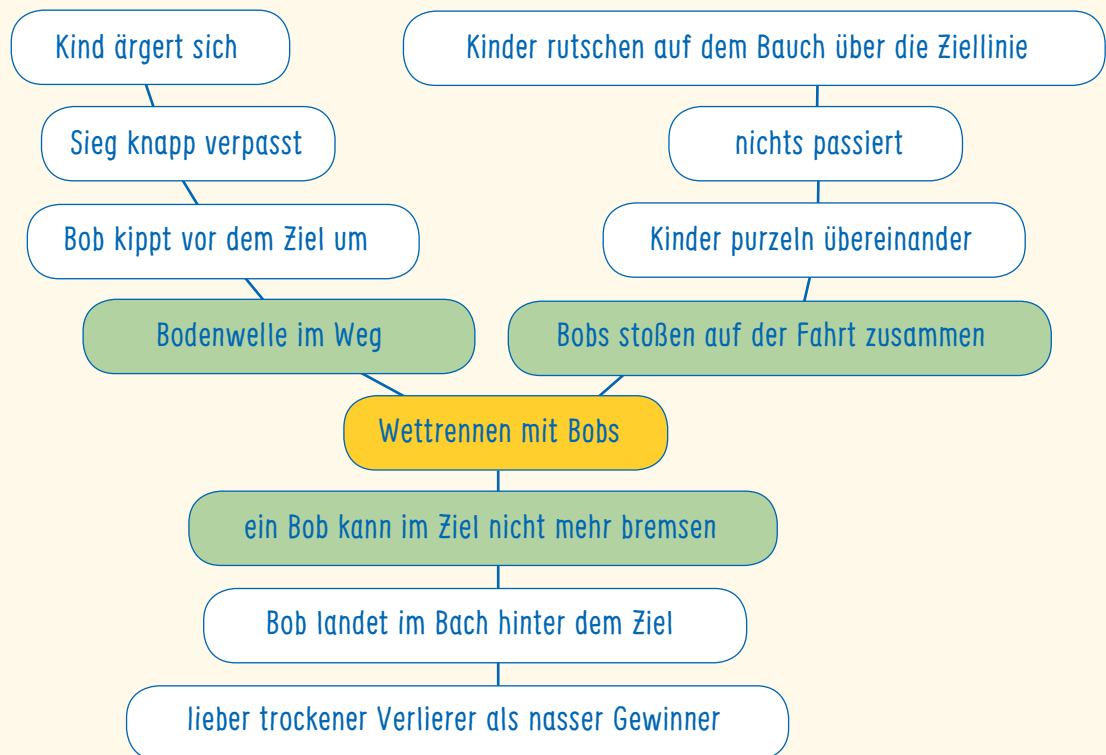 Kind ärgert sich
Kinder rutschen auf dem Bauch über die Ziellinie
Sieg knapp verpasst
nichts passiert
Bob kippt vor dem Ziel um
Kinder purzeln übereinander
Bodenwelle im Weg
Bobs stoßen auf der Fahrt zusammen
Wettrennen mit Bobs
ein Bob kann im Ziel nicht mehr bremsen
Bob landet im Bach hinter dem Ziel
lieber trockener Verlierer als nasser Gewinner